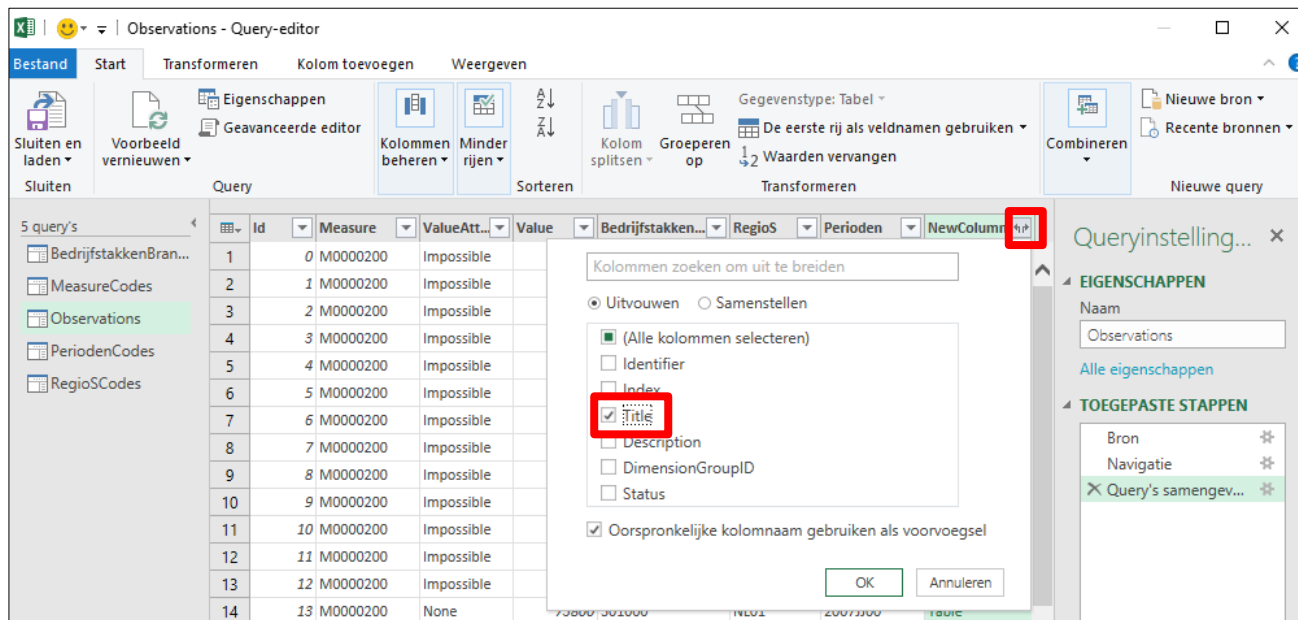 Observations - Query-editor
Bestand Start Transformeren Kolom toevoegen Weergeven
Sluiten en laden
Voorbeeld vernieuwen
Eigenschappen
Geavanceerde editor
Kolommen beheren
Minder rijen
Kolom splitsen
Groeperen op
Gegevenstype: Tabel
De eerste rij als veldnamen gebruiken
Waarden vervangen
Combineren
Nieuwe bron
Recente bronnen
Sluiten Query Sorteren Transformeren Nieuwe query
5 query's
BedrijfstakkenBran...
MeasureCodes
Observations
PeriodenCodes
RegioSCodes
Id Measure ValueAtt... Value Bedrijfstakken... RegioS Perioden NewColumn
1 0 M0000200 Impossible
2 1 M0000200 Impossible
3 2 M0000200 Impossible
4 3 M0000200 Impossible
5 4 M0000200 Impossible
6 5 M0000200 Impossible
7 6 M0000200 Impossible
8 7 M0000200 Impossible
9 8 M0000200 Impossible
10 9 M0000200 Impossible
11 10 M0000200 Impossible
12 11 M0000200 Impossible
13 12 M0000200 Impossible
14 13 M0000200 None 73800 301000 NL01 2007JJ00 Table
Kolommen zoeken om uit te breiden
Uitvouwen Samenstellen
(Alle kolommen selecteren)
Identifier
Index
Title
Description
DimensionGroupID
Status
Oorspronkelijke kolomnaam gebruiken als voorvoegsel
OK Annuleren
Queryinstelling...
EIGENSCHAPPEN
Naam
Observations
Alle eigenschappen
TOEGEPASTE STAPPEN
Bron
Navigatie
Query's samengev...